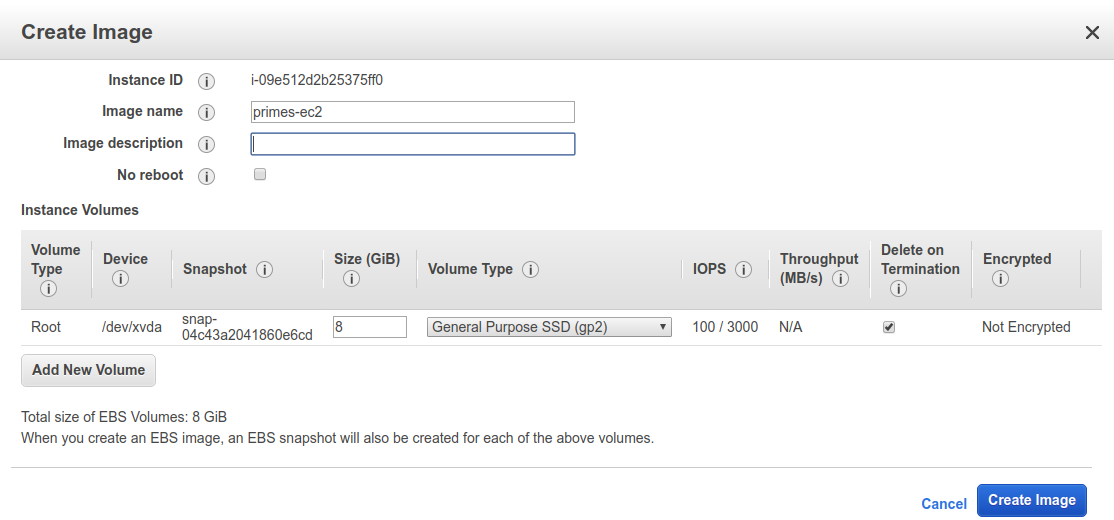 Create Image
Instance ID i-09e512d2b25375ff0
Image name primes-ec2
Image description
No reboot
Instance Volumes
Volume Type Device Snapshot Size (GiB) Volume Type IOPS Throughput (MB/s) Delete on Termination Encrypted
Root /dev/xvda snap-04c43a2041860e6cd 8 General Purpose SSD (gp2) 100 / 3000 N/A Not Encrypted
Add New Volume
Total size of EBS Volumes: 8 GiB
When you create an EBS image, an EBS snapshot will also be created for each of the above volumes.
Cancel Create Image